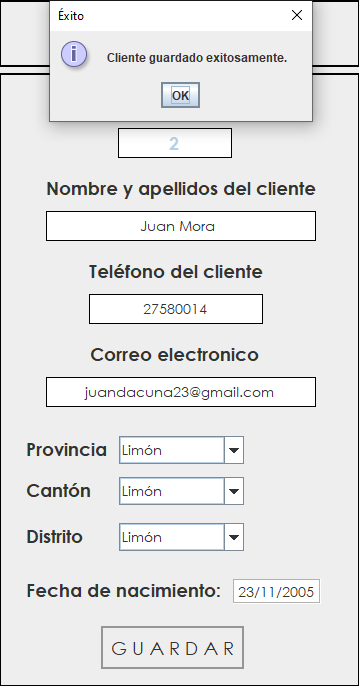 Éxito
Cliente guardado exitosamente.
OK
2
Nombre y apellidos del cliente
Juan Mora
Teléfono del cliente
27580014
Correo electronico
juandacuna23@gmail.com
Provincia Limón
Cantón Limón
Distrito Limón
Fecha de nacimiento: 23/11/2005
GUARDAR